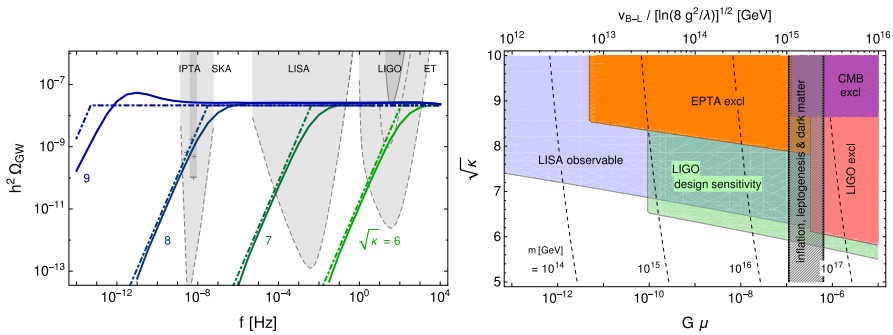 IPTA SKA LISA LIGO ET
10^-7
10^-9
10^-11
10^-13
h² Ω_GW
9
8
7
√κ = 6
10^-12 10^-8 10^-4 10^0 10^4
f [Hz]
v_B-L / [ln(8 g²/λ)]^1/2 [GeV]
10^12 10^13 10^14 10^15 10^16
10
9
8
7
6
5
√κ
EPTA excl
CMB
excl
LISA observable
LIGO
design sensitivity
inflation, leptogenesis & dark matter
LIGO excl
m [GeV]
= 10^14 10^15 10^16 10^17
10^-12 10^-10 10^-8 10^-6
G μ